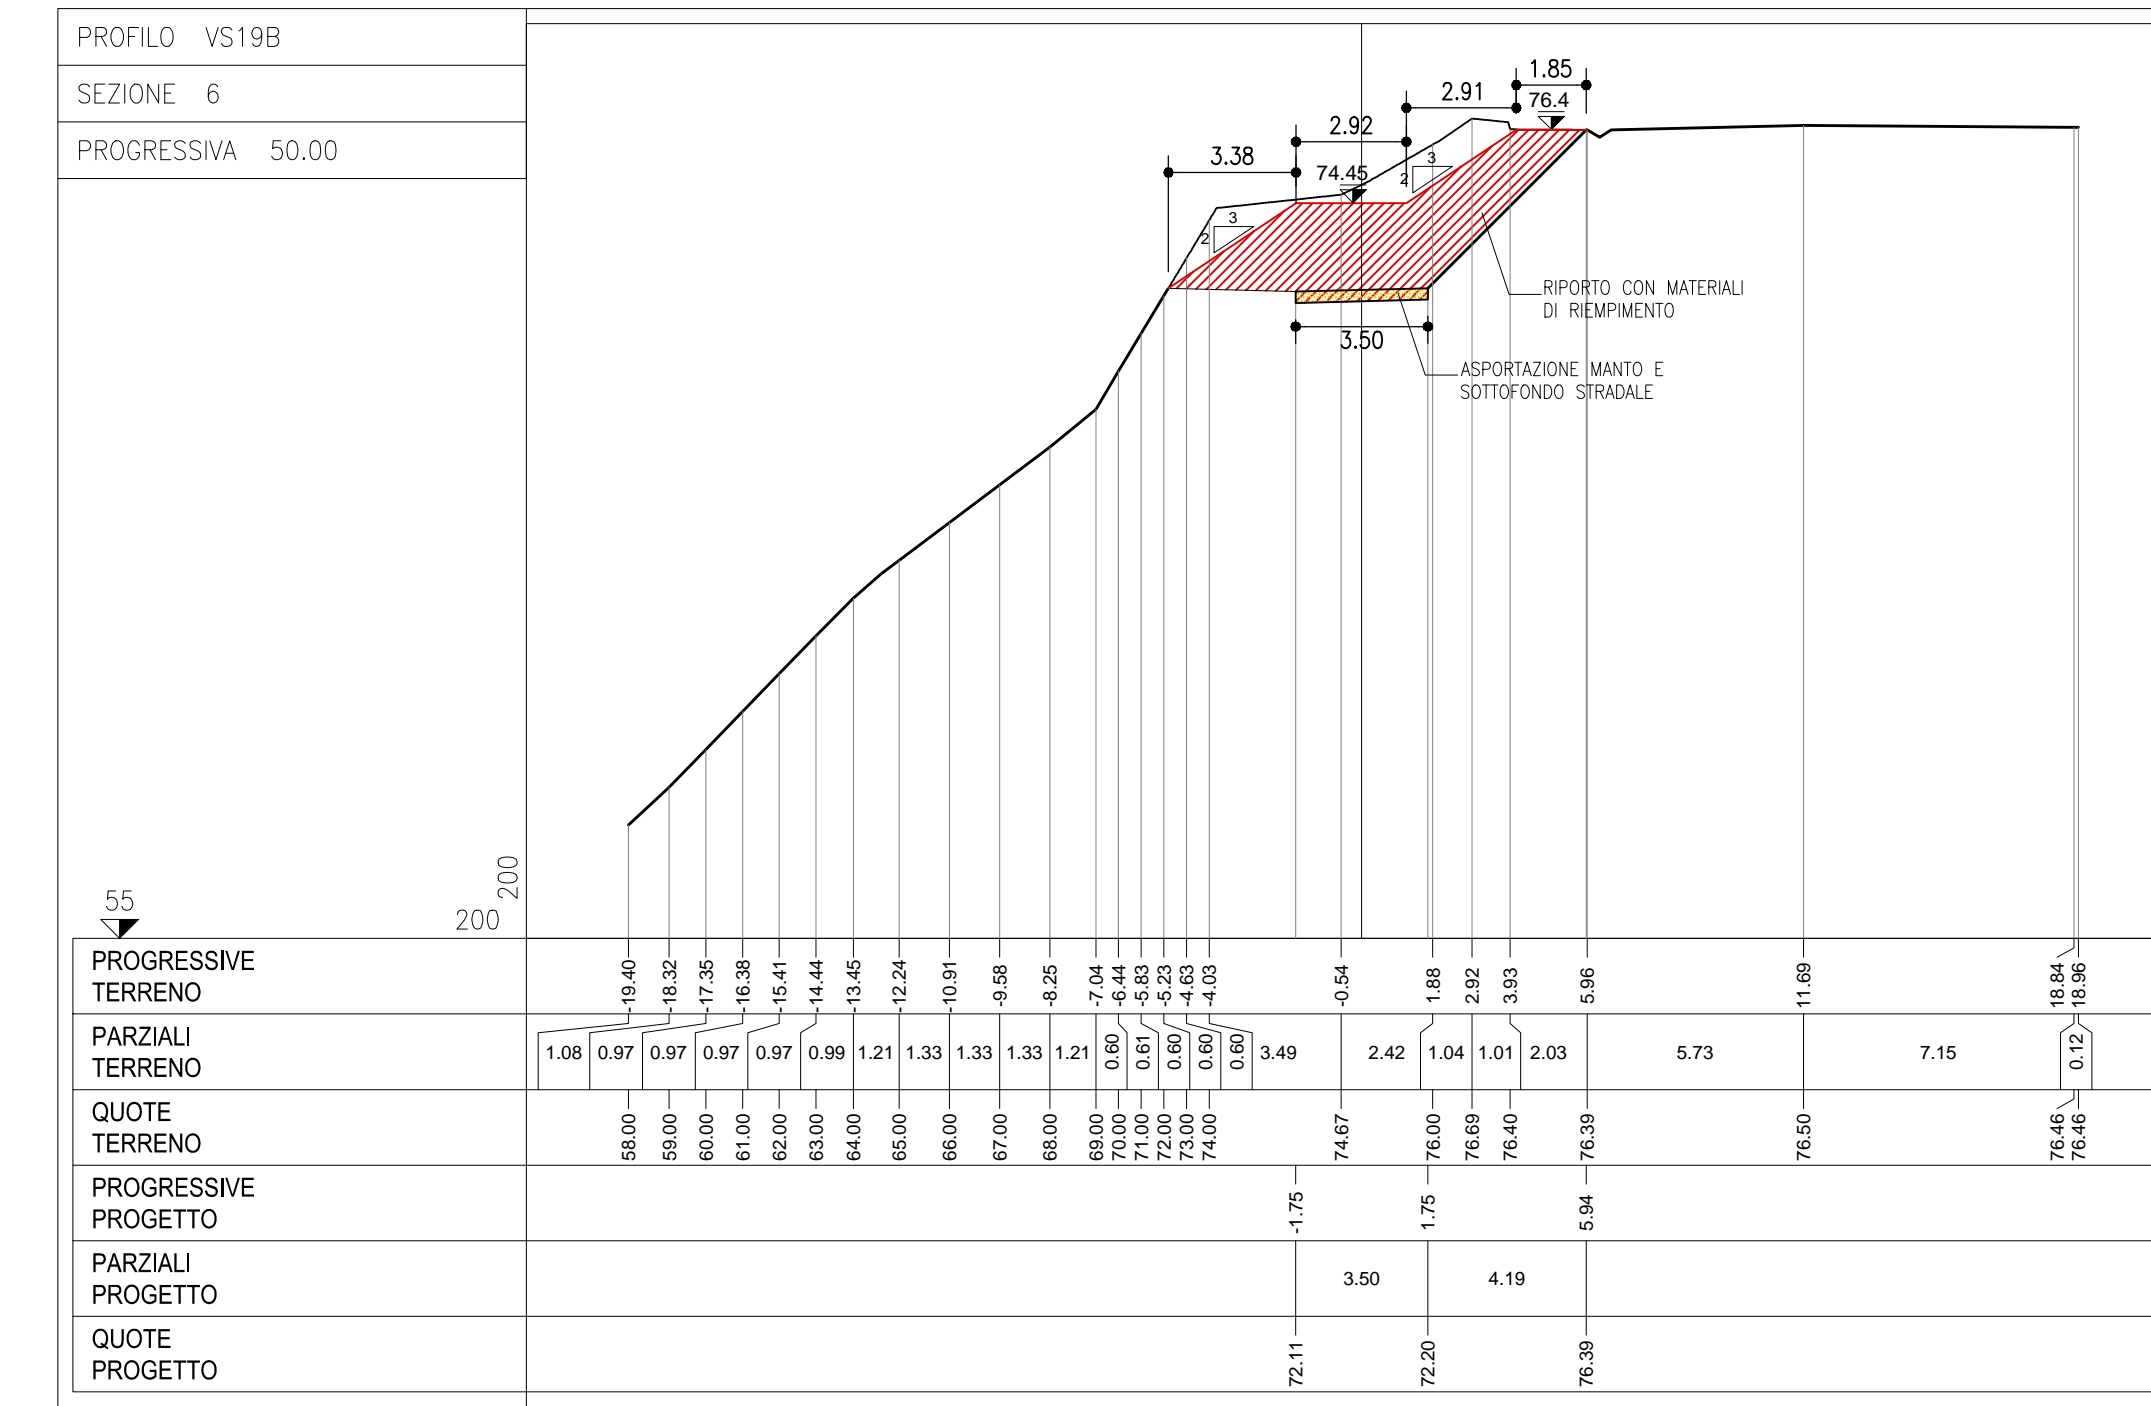 PROFILO VS19B
SEZIONE 6
PROGRESSIVA 50.00
1.85
2.91
76.4
2.92
3.38
74.45
3
2
3
2
RIPORTO CON MATERIALI
DI RIEMPIMENTO
3.50
ASPORTAZIONE MANTO E
SOTTOFONDO STRADALE
55
200
200
PROGRESSIVE
TERRENO
-19.40 -18.32 -17.35 -16.38 -15.41 -14.44 -13.45 -12.24 -10.91 -9.58 -8.25 -7.04 -6.44 -5.83 -5.23 -4.63 -4.03 -0.54 1.88 2.92 3.93 5.96 11.69 18.84 18.96
PARZIALI
TERRENO
1.08 0.97 0.97 0.97 0.97 0.99 1.21 1.33 1.33 1.33 1.21 0.60 0.61 0.60 0.60 0.60 3.49 2.42 1.04 1.01 2.03 5.73 7.15 0.12
QUOTE
TERRENO
58.00 59.00 60.00 61.00 62.00 63.00 64.00 65.00 66.00 67.00 68.00 69.00 70.00 71.00 72.00 73.00 74.00 74.67 76.00 76.69 76.40 76.39 76.50 76.46 76.46
PROGRESSIVE
PROGETTO
-1.75 1.75 5.94
PARZIALI
PROGETTO
3.50 4.19
QUOTE
PROGETTO
72.11 72.20 76.39